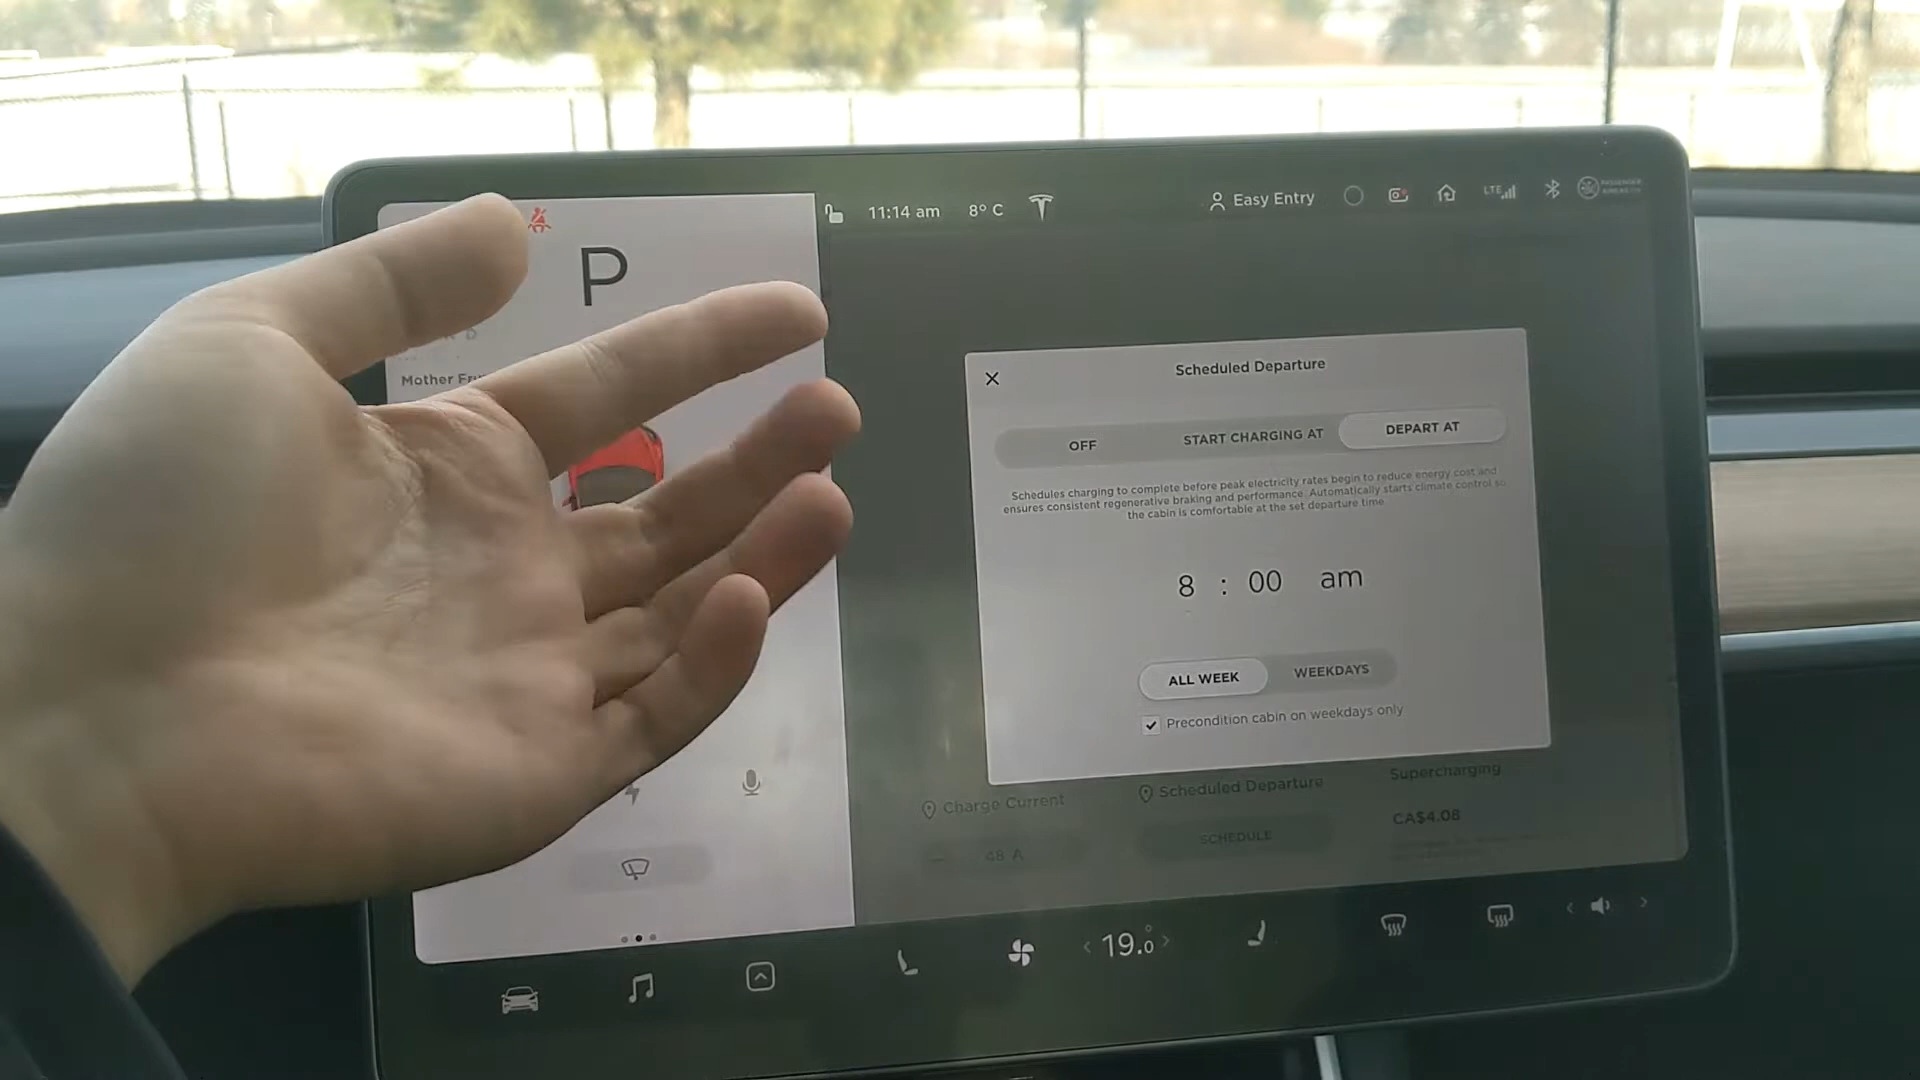 P
Mother
11:14 am
8° C
Easy Entry
LTE
PASSENGER
AIRBAG
Scheduled Departure
OFF
START CHARGING AT
DEPART AT
Schedules charging to complete before peak electricity rates begin to reduce energy cost and
ensures consistent regenerative braking and performance. Automatically starts climate control so
the cabin is comfortable at the set departure time.
8 : 00 am
ALL WEEK
WEEKDAYS
Precondition cabin on weekdays only
Charge Current
48 A
Scheduled Departure
SCHEDULE
Supercharging
CA$4.08
19.0°